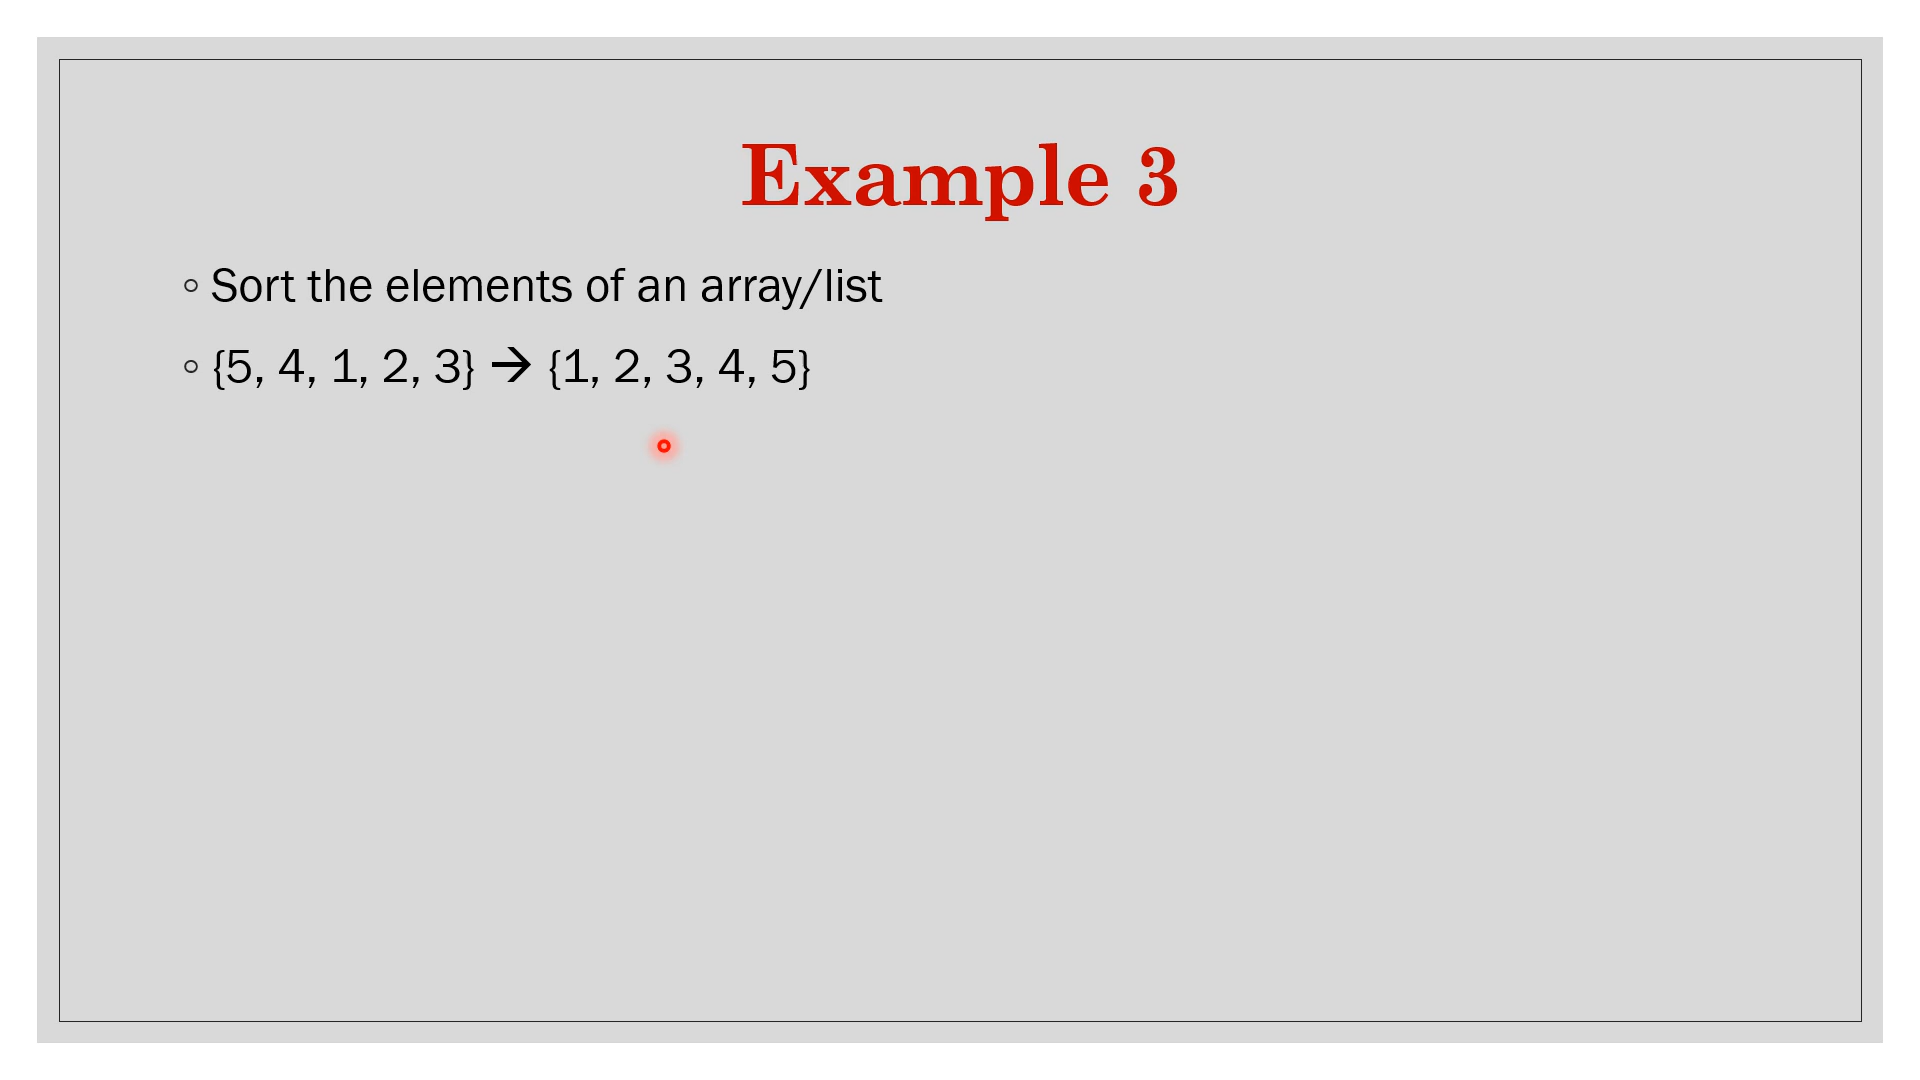 Example 3
◦ Sort the elements of an array/list
◦ {5, 4, 1, 2, 3} → {1, 2, 3, 4, 5}